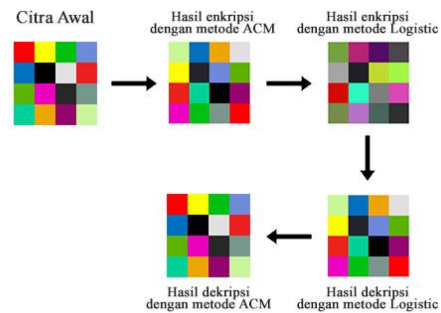 Citra Awal
Hasil enkripsi
dengan metode ACM
Hasil enkripsi
dengan metode Logistic
Hasil dekripsi
dengan metode ACM
Hasil dekripsi
dengan metode Logistic